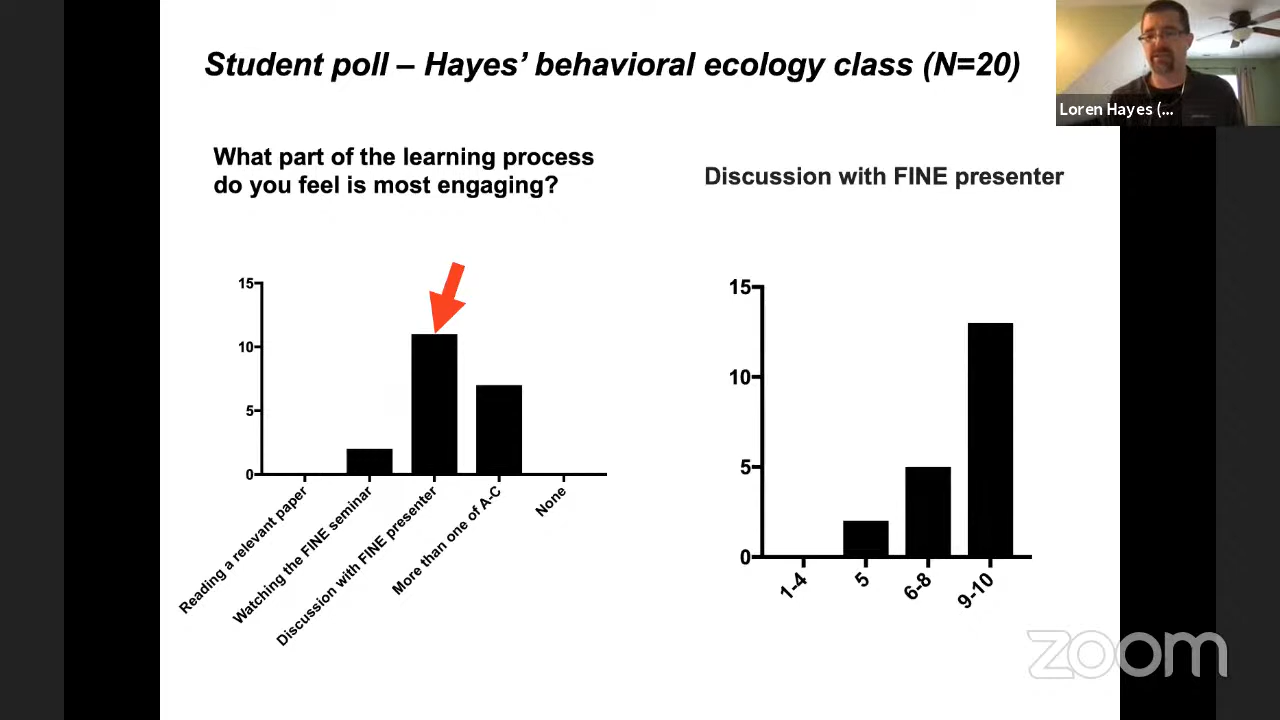 Student poll – Hayes’ behavioral ecology class (N=20)
Loren Hayes (...
What part of the learning process
do you feel is most engaging?
Discussion with FINE presenter
15
10
5
0
Reading a relevant paper
Watching the FINE seminar
Discussion with FINE presenter
More than one of A-C
None
15
10
5
0
1-4
5
6-8
9-10
zoom